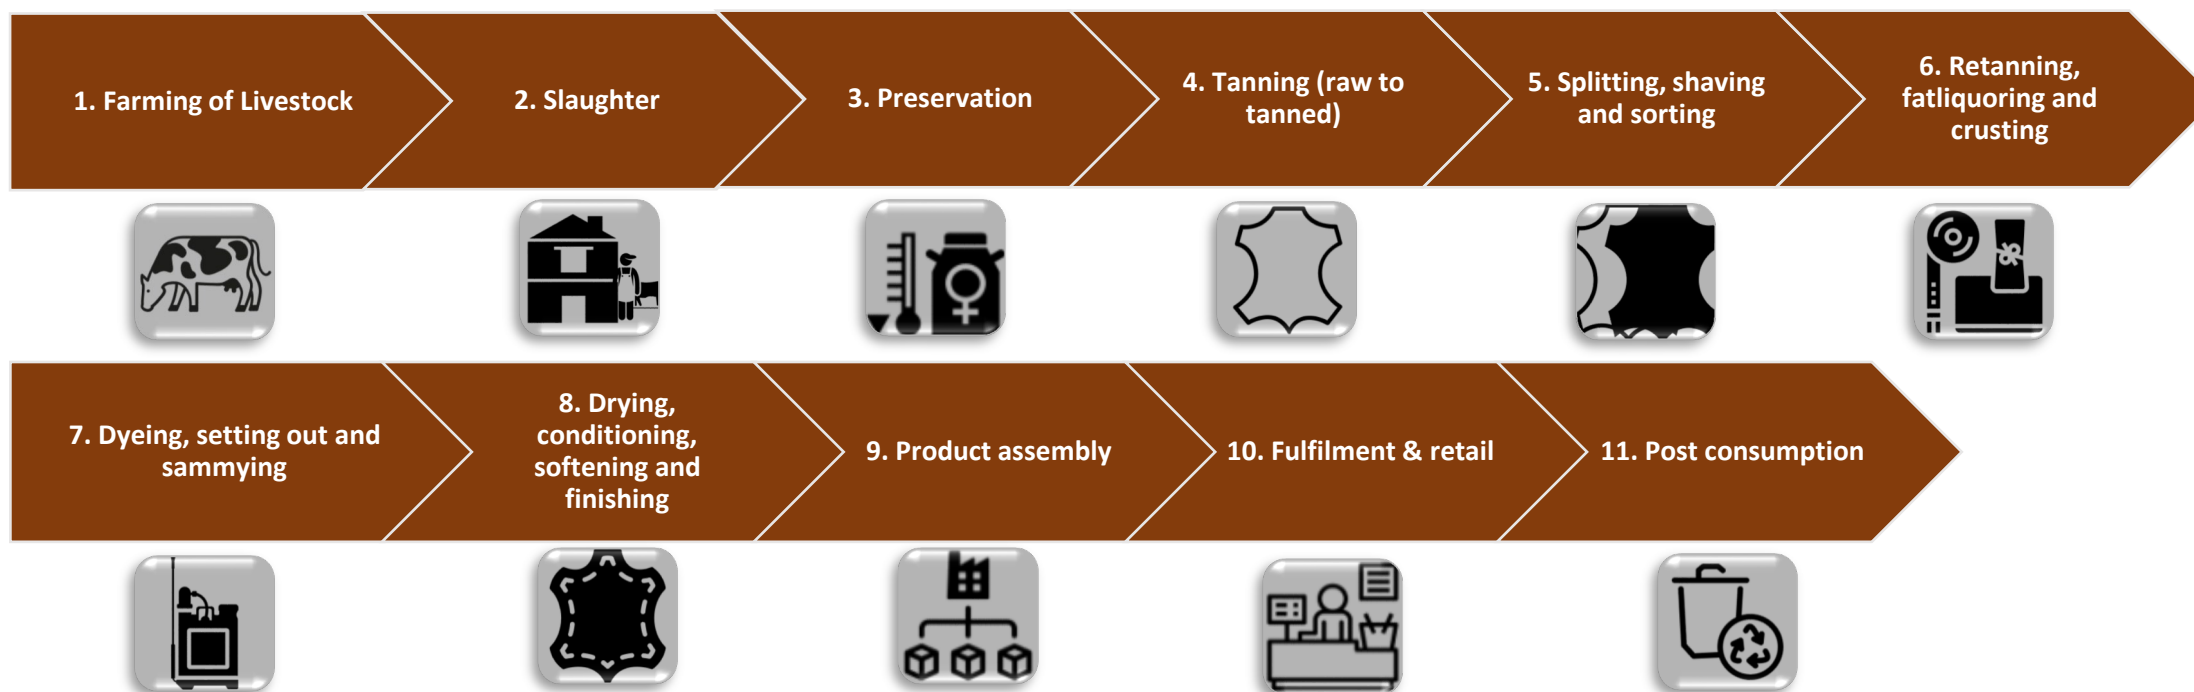 1. Farming of Livestock
2. Slaughter
3. Preservation
4. Tanning (raw to
tanned)
5. Splitting, shaving
and sorting
6. Retanning,
fatliquoring and
crusting
7. Dyeing, setting out and
sammying
8. Drying,
conditioning,
softening and
finishing
9. Product assembly
10. Fulfilment & retail
11. Post consumption